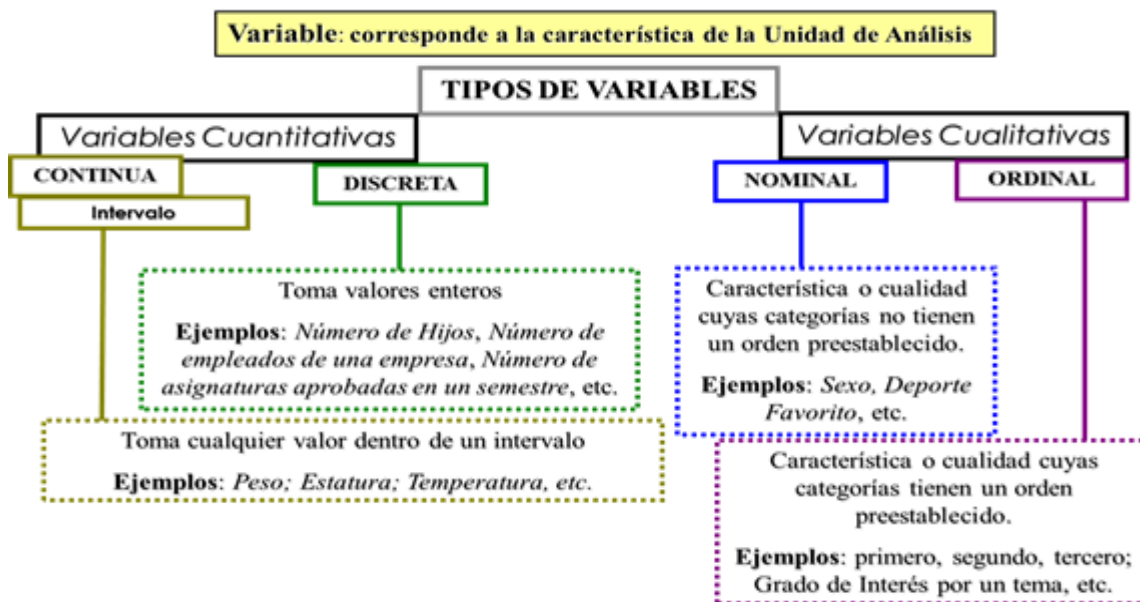 Variable: corresponde a la característica de la Unidad de Análisis
TIPOS DE VARIABLES
Variables Cuantitativas
CONTINUA
Intervalo
DISCRETA
Toma valores enteros
Ejemplos: Número de Hijos, Número de
empleados de una empresa, Número de
asignaturas aprobadas en un semestre, etc.
Toma cualquier valor dentro de un intervalo
Ejemplos: Peso; Estatura; Temperatura, etc.
Variables Cualitativas
NOMINAL
ORDINAL
Característica o cualidad
cuyas categorías no tienen
un orden preestablecido.
Ejemplos: Sexo, Deporte
Favorito, etc.
Característica o cualidad cuyas
categorías tienen un orden
preestablecido.
Ejemplos: primero, segundo, tercero;
Grado de Interés por un tema, etc.